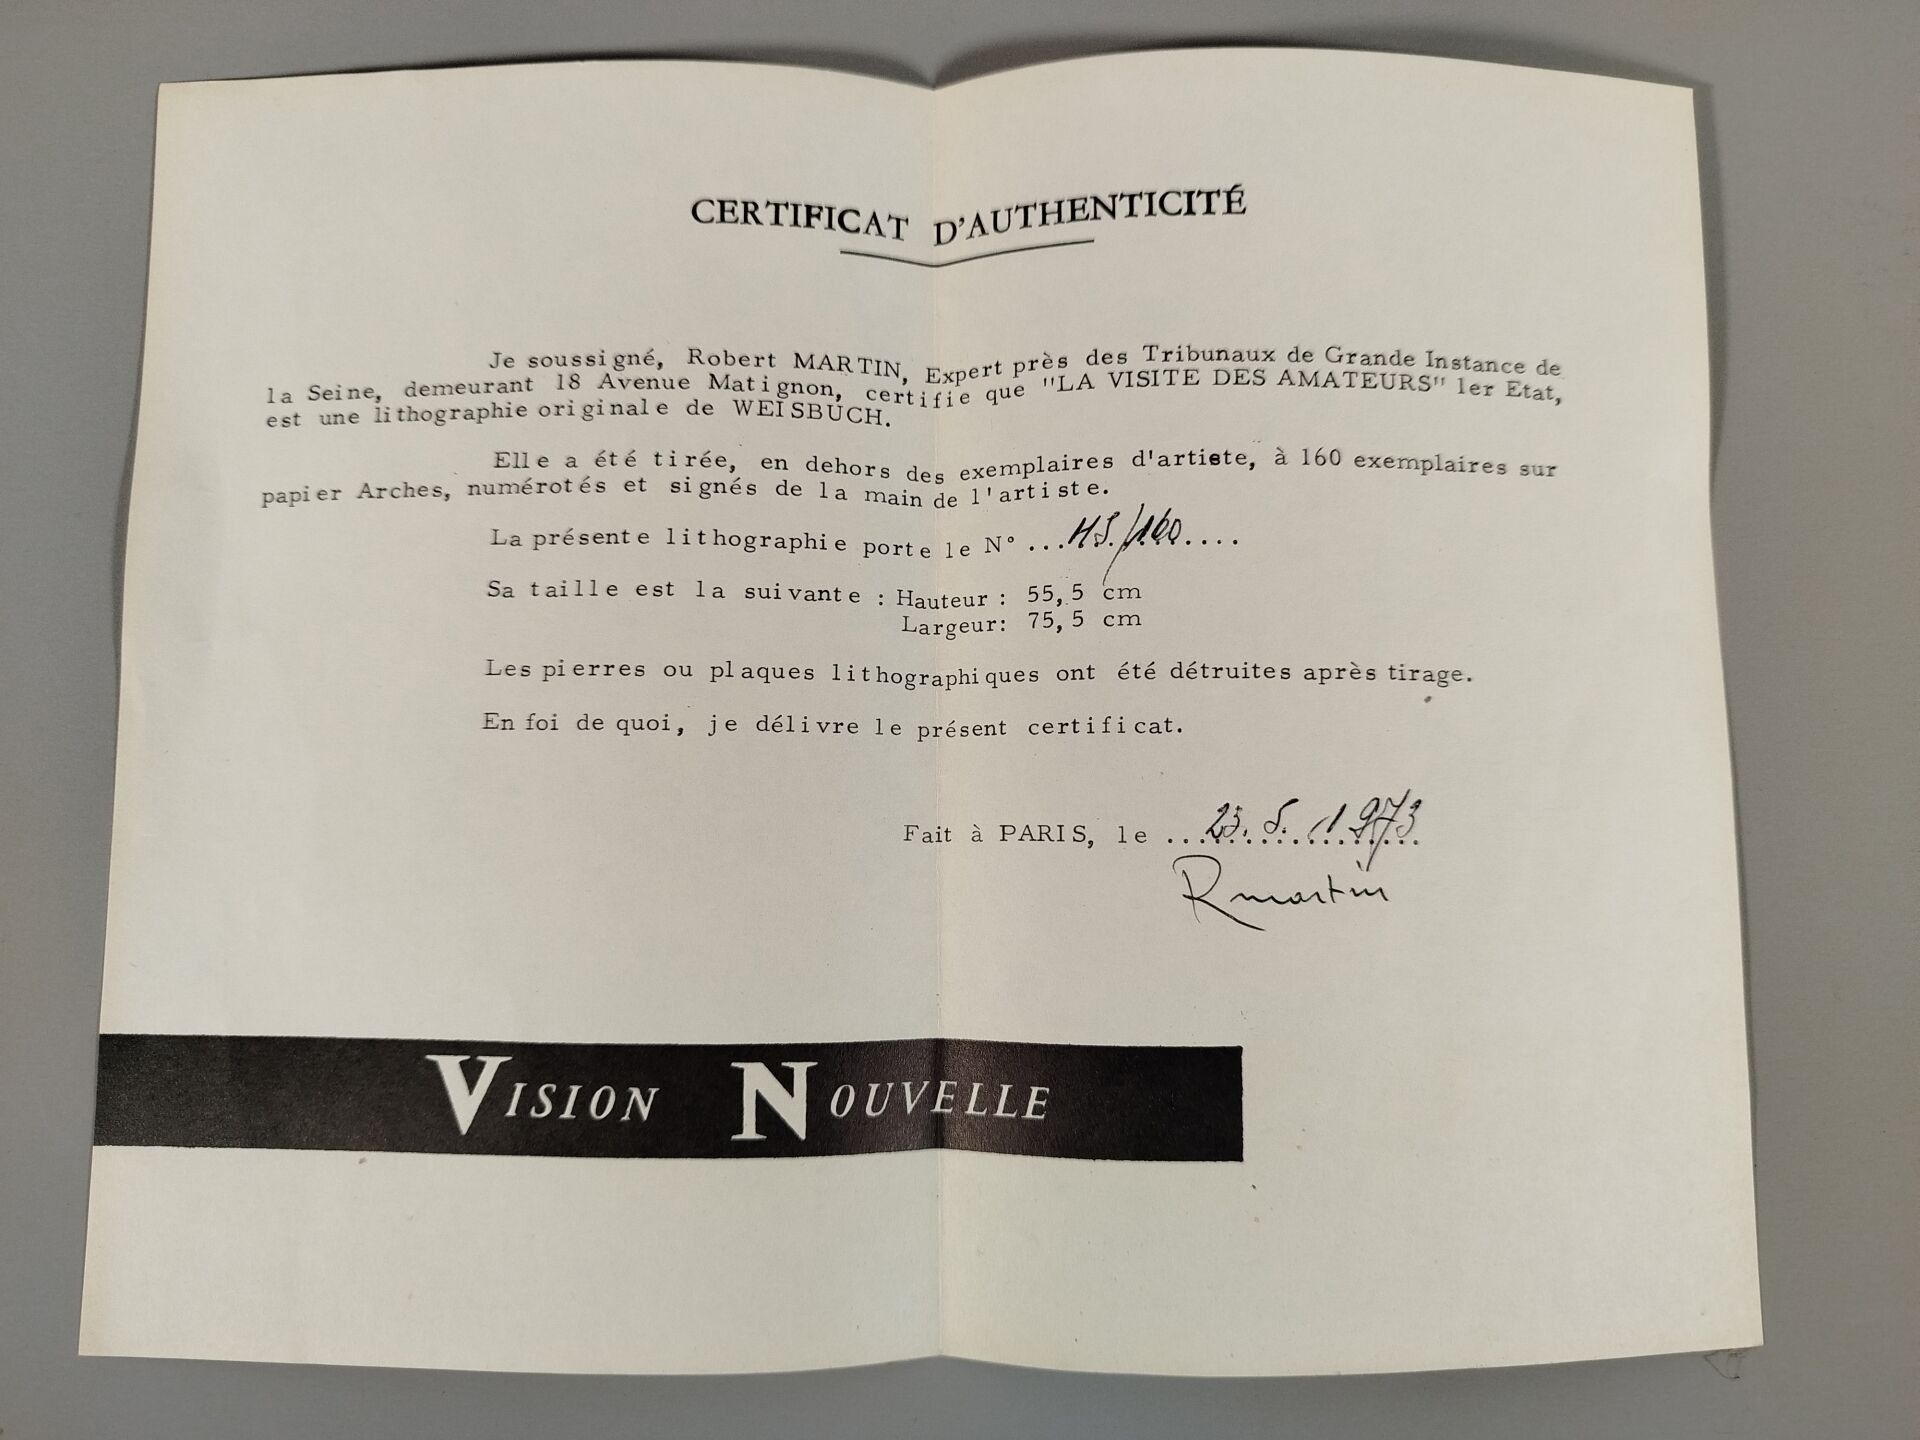 CERTIFICAT D'AUTHENTICITÉ
Je soussigné, Robert MARTIN, Expert près des Tribunaux de Grande Instance de
la Seine, demeurant 18 Avenue Matignon, certifie que "LA VISITE DES AMATEURS" 1er Etat,
est une lithographie originale de WEISBUCH.
Elle a été tirée, en dehors des exemplaires d'artiste, à 160 exemplaires sur
papier Arches, numérotés et signés de la main de l'artiste.
La présente lithographie porte le N° ... /160 ....
Sa taille est la suivante : Hauteur : 55,5 cm
Largeur: 75,5 cm
Les pierres ou plaques lithographiques ont été détruites après tirage.
En foi de quoi, je délivre le présent certificat.
Fait à PARIS, le ...23. 5. 1973
Rmartin
VISION NOUVELLE